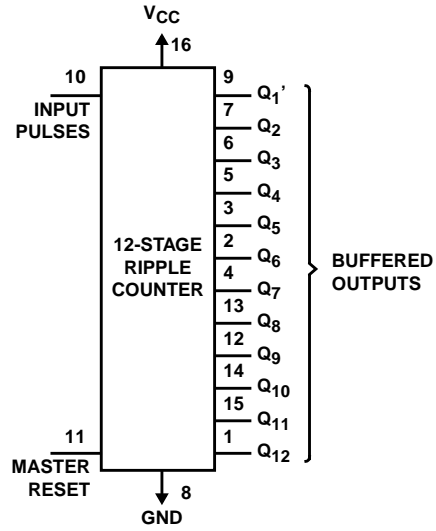 VCC
16
10
INPUT
PULSES
11
MASTER
RESET
12-STAGE
RIPPLE
COUNTER
9 Q1’
7 Q2
6 Q3
5 Q4
3 Q5
2 Q6
4 Q7
13 Q8
12 Q9
14 Q10
15 Q11
1 Q12
BUFFERED
OUTPUTS
8
GND